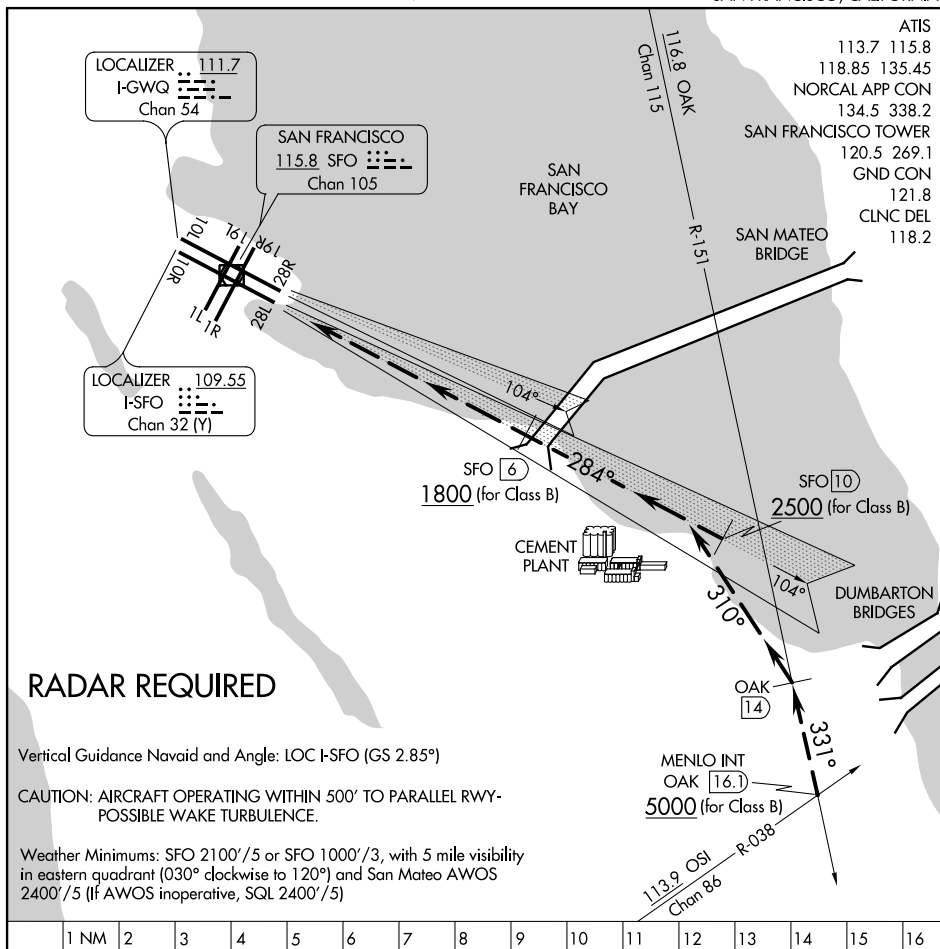 ATIS
113.7 115.8
118.85 135.45
NORCAL APP CON
134.5 338.2
SAN FRANCISCO TOWER
120.5 269.1
GND CON
121.8
CLNC DEL
118.2
LOCALIZER 111.7
I-GWQ
Chan 54
SAN FRANCISCO
115.8 SFO
Chan 105
116.8 OAK
Chan 115
R-151
SAN
FRANCISCO
BAY
SAN MATEO
BRIDGE
10L
10R
19L
19R
28R
28L
1L
1R
LOCALIZER 109.55
I-SFO
Chan 32 (Y)
104°
284°
SFO 6
1800 (for Class B)
SFO 10
2500 (for Class B)
CEMENT
PLANT
104°
310°
DUMBARTON
BRIDGES
RADAR REQUIRED
OAK
14
331°
MENLO INT
OAK 16.1
5000 (for Class B)
Vertical Guidance Navaid and Angle: LOC I-SFO (GS 2.85°)
CAUTION: AIRCRAFT OPERATING WITHIN 500' TO PARALLEL RWY-
POSSIBLE WAKE TURBULENCE.
Weather Minimums: SFO 2100'/5 or SFO 1000'/3, with 5 mile visibility
in eastern quadrant (030° clockwise to 120°) and San Mateo AWOS
2400'/5 (If AWOS inoperative, SQL 2400'/5)
R-038
113.9 OSI
Chan 86
1 NM 2 3 4 5 6 7 8 9 10 11 12 13 14 15 16